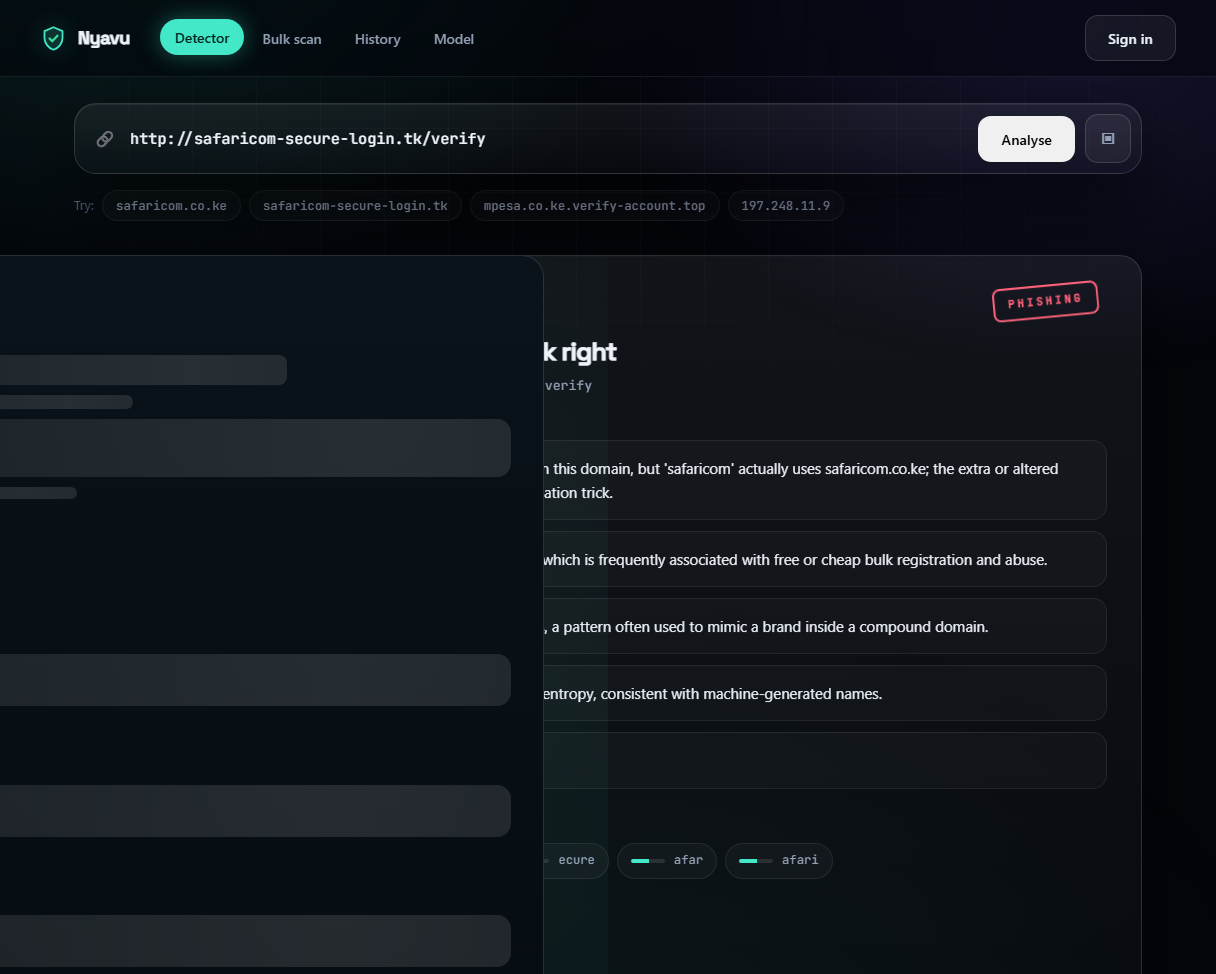 Nyavu
Detector
Bulk scan
History
Model
Sign in
http://safaricom-secure-login.tk/verify
Analyse
Try:
safaricom.co.ke
safaricom-secure-login.tk
mpesa.co.ke.verify-account.top
197.248.11.9
PHISHING
k right
verify
n this domain, but 'safaricom' actually uses safaricom.co.ke; the extra or altered
ation trick.
which is frequently associated with free or cheap bulk registration and abuse.
, a pattern often used to mimic a brand inside a compound domain.
entropy, consistent with machine-generated names.
ecure
afar
afari